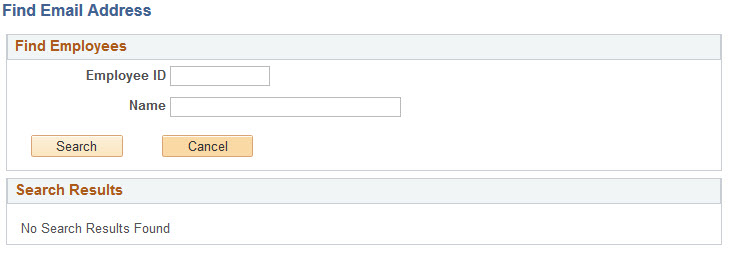 Find Email Address
Find Employees
Employee ID
Name
Search Cancel
Search Results
No Search Results Found